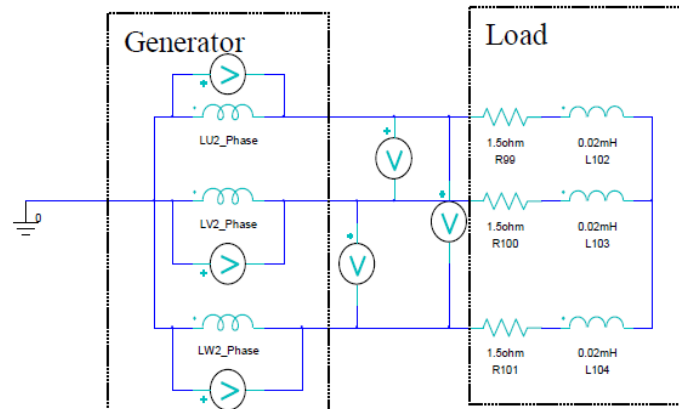 Generator
Load
V
LU2_Phase
V
1.5ohm
R99
0.02mH
L102
0
LV2_Phase
V
V
V
1.5ohm
R100
0.02mH
L103
LW2_Phase
V
1.5ohm
R101
0.02mH
L104